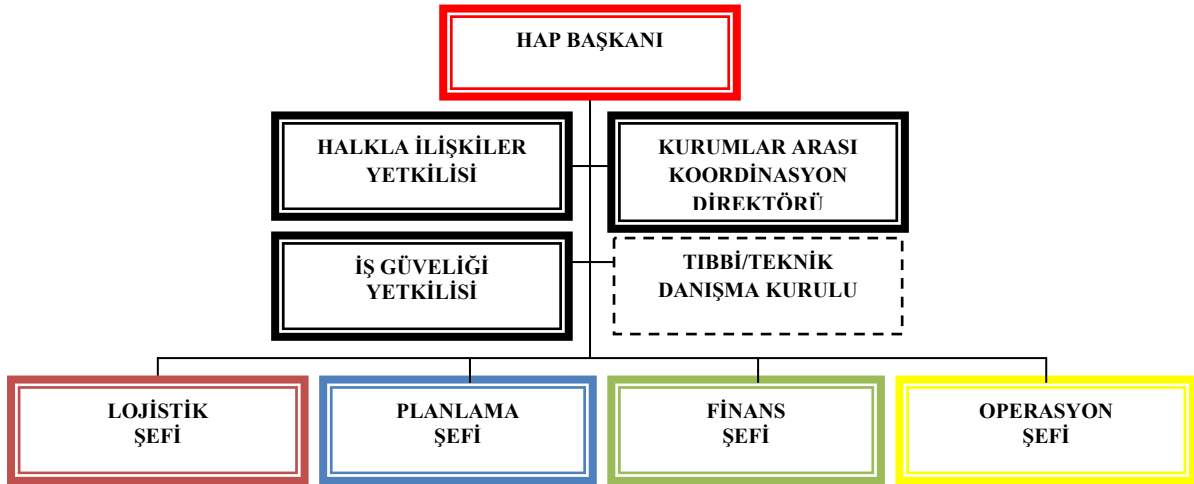 HAP BAŞKANI
HALKLA İLİŞKİLER
YETKİLİSİ
KURUMLAR ARASI
KOORDİNASYON
DİREKTÖRÜ
İŞ GÜVELİĞİ
YETKİLİSİ
TIBBİ/TEKNİK
DANIŞMA KURULU
LOJİSTİK
ŞEFİ
PLANLAMA
ŞEFİ
FİNANS
ŞEFİ
OPERASYON
ŞEFİ